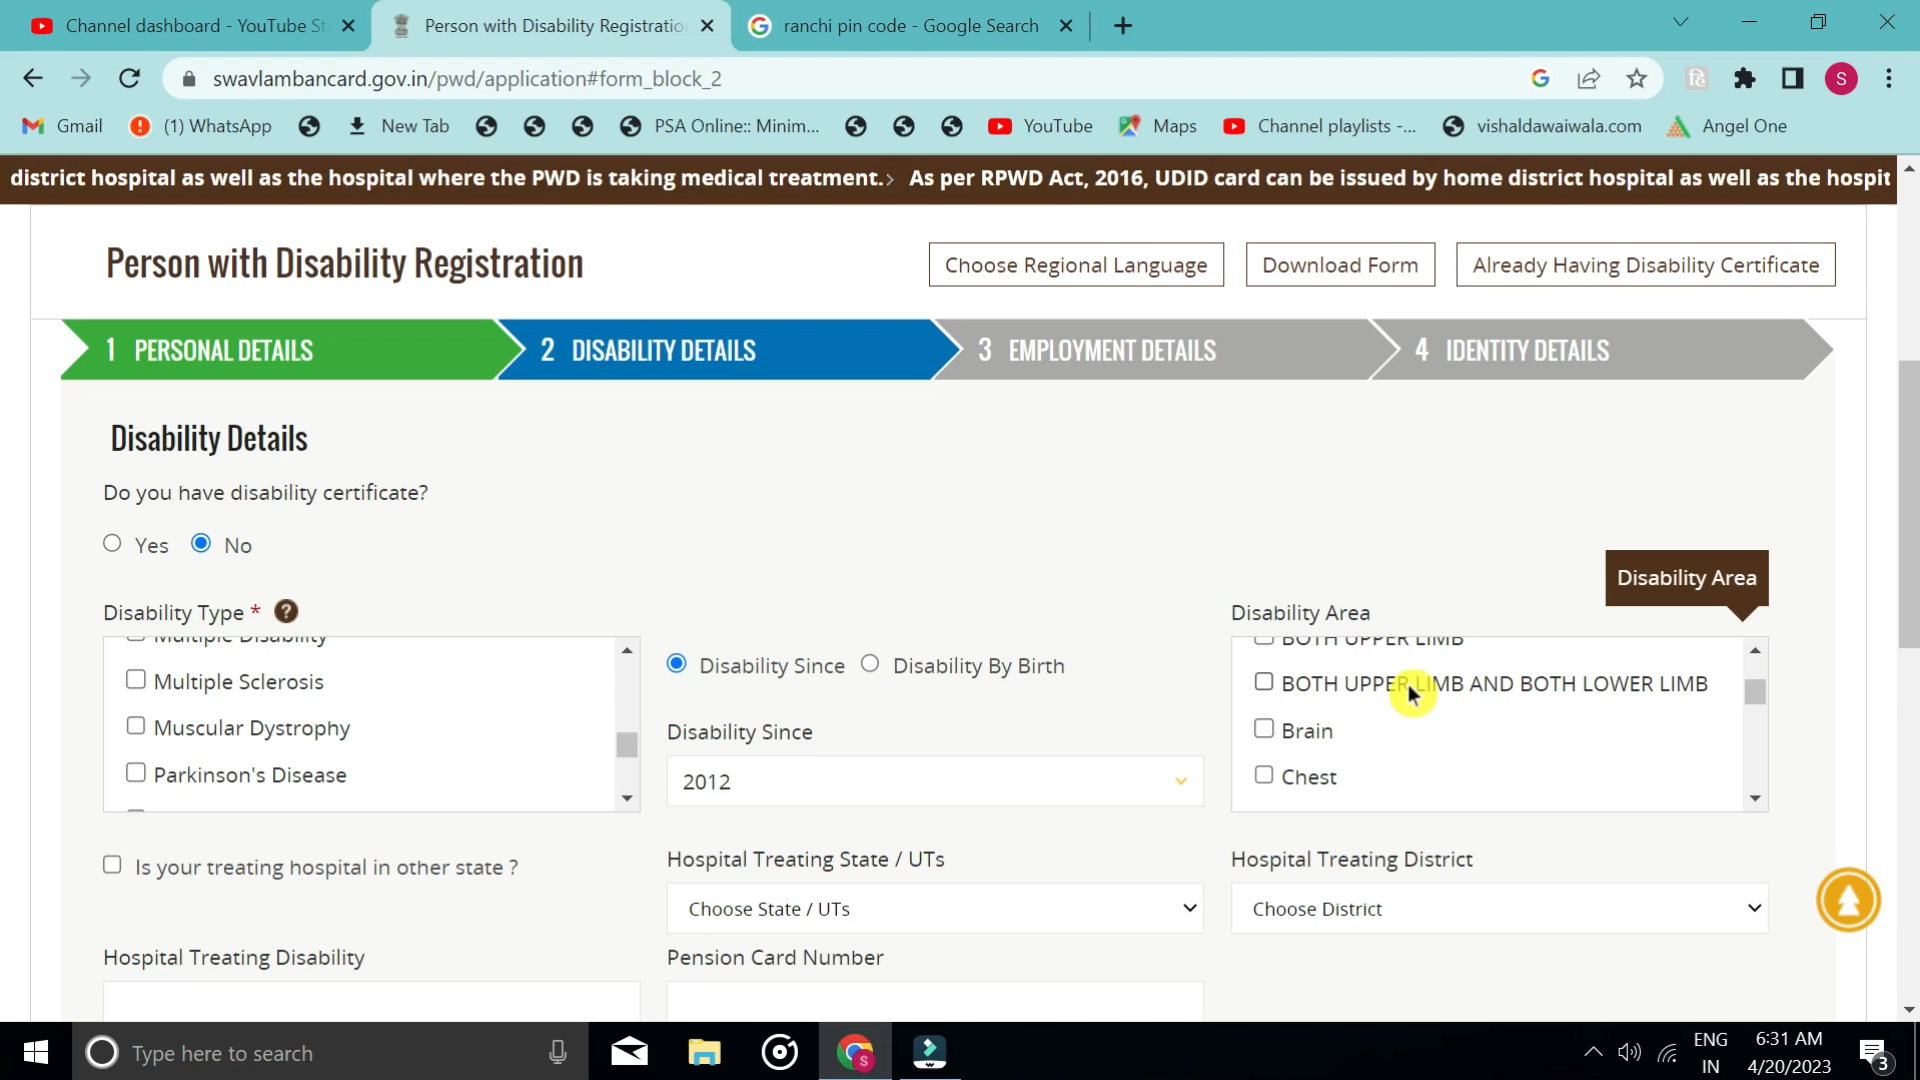 Channel dashboard - YouTube St
Person with Disability Registratio
ranchi pin code - Google Search
swavlambancard.gov.in/pwd/application#form_block_2
S
Gmail
(1) WhatsApp
New Tab
PSA Online:: Minim...
YouTube
Maps
Channel playlists -...
vishaldawaiwala.com
Angel One
district hospital as well as the hospital where the PWD is taking medical treatment.> As per RPWD Act, 2016, UDID card can be issued by home district hospital as well as the hospit
Person with Disability Registration
Choose Regional Language
Download Form
Already Having Disability Certificate
1 PERSONAL DETAILS
2 DISABILITY DETAILS
3 EMPLOYMENT DETAILS
4 IDENTITY DETAILS
Disability Details
Do you have disability certificate?
Yes
No
Disability Area
Disability Type * ?
Disability Area
Multiple Disability
Multiple Sclerosis
Muscular Dystrophy
Parkinson's Disease
Disability Since
Disability By Birth
Disability Since
2012
BOTH UPPER LIMB
BOTH UPPER LIMB AND BOTH LOWER LIMB
Brain
Chest
Is your treating hospital in other state ?
Hospital Treating State / UTs
Choose State / UTs
Hospital Treating District
Choose District
Hospital Treating Disability
Pension Card Number
Type here to search
S
ENG
IN
6:31 AM
4/20/2023
3